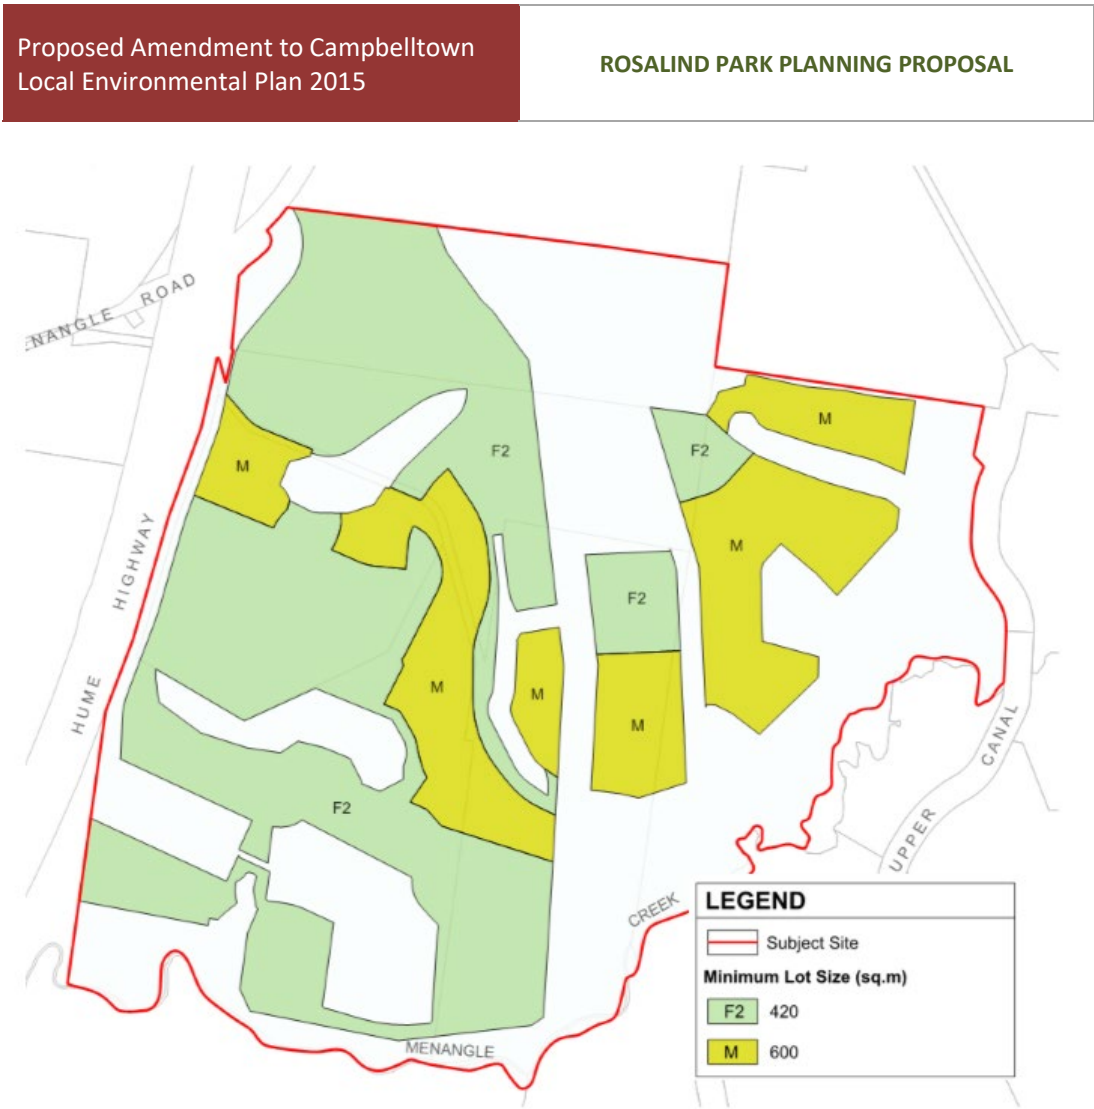 Proposed Amendment to Campbelltown
Local Environmental Plan 2015
ROSALIND PARK PLANNING PROPOSAL
NANGLE ROAD
M
F2
M
F2
M
HUME HIGHWAY
F2
M
M
M
F2
UPPER CANAL
CREEK
MENANGLE
LEGEND
Subject Site
Minimum Lot Size (sq.m)
F2 420
M 600